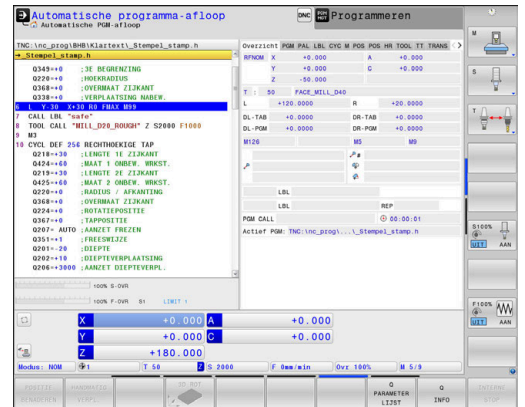 Automatische programma-afloop
Automatische PGM-afloop
DNC
Programmeren
TNC:\nc_prog\BHB\Klartext\_Stempel_stamp.h
→_Stempel_stamp.h
Q349=+0 ;3E BEGRENZING
Q220=+0 ;HOEKRADIUS
Q368=+0 ;OVERMAAT ZIJKANT
Q338=+0 ;VERPLAATSING NABEW.
6 L Y-30 X+30 R0 FMAX M99
7 CALL LBL "safe"
8 TOOL CALL "MILL_D20_ROUGH" Z S2000 F1000
9 M3
10 CYCL DEF 256 RECHTHOEKIGE TAP
Q218=+30 ;LENGTE 1E ZIJKANT
Q424=+60 ;MAAT 1 ONBEW. WRKST.
Q219=+30 ;LENGTE 2E ZIJKANT
Q425=+60 ;MAAT 2 ONBEW. WRKST.
Q220=+0 ;RADIUS / AFKANTING
Q368=+0 ;OVERMAAT ZIJKANT
Q224=+0 ;ROTATIEPOSITIE
Q367=+0 ;TAPPOSITIE
Q207= AUTO ;AANZET FREZEN
Q351=+1 ;FREESWIJZE
Q201=-20 ;DIEPTE
Q202=+10 ;DIEPTEVERPLAATSING
Q206=+3000 ;AANZET DIEPTEVERPL.
100% S-OVR
100% F-OVR S1 LIMIT 1
Overzicht PGM PAL LBL CYC M POS POS HR TOOL TT TRANS
RFNOM X +0.000 A +0.000
Y +0.000 C +0.000
Z -50.000
T : 50 FACE_MILL_D40
L +120.0000 R +20.0000
DL-TAB +0.0000 DR-TAB +0.0000
DL-PGM +0.0000 DR-PGM +0.0000
M126 M5 M9
P#
LBL
LBL REP
PGM CALL 00:00:01
Actief PGM: TNC:\nc_prog\...\_Stempel_stamp.h
X +0.000 A +0.000
Y +0.000 C +0.000
Z +180.000
Modus: NOM 1 T 50 Z S 2000 F 0mm/min Ovr 100% M 5/9
M
S
T
S100%
UIT AAN
F100%
UIT AAN
3D ROT
Q PARAMETER LIJST
Q INFO
INTERNE STOP